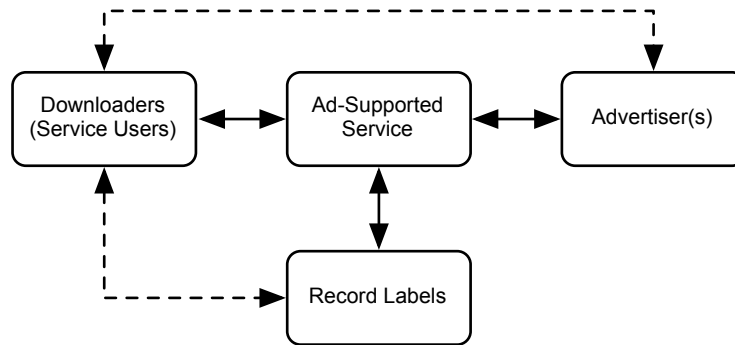 Downloaders
(Service Users)
Ad-Supported
Service
Advertiser(s)
Record Labels